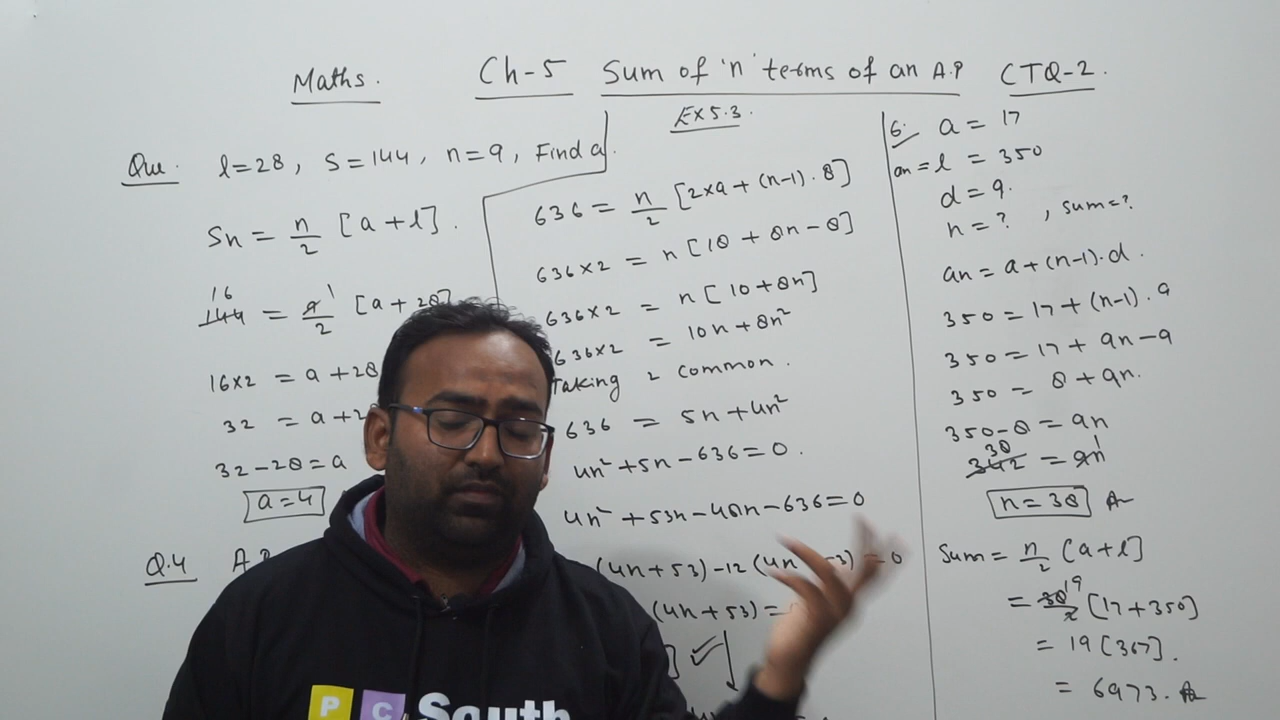 Maths. Ch-5 Sum of 'n' terms of an A.P CTQ-2.
EX 5.3.
Que. l=28, S=144, n=9, Find a.
Sn = n/2 [a+l].
16 1
144 = 9/2 [a+28]
16×2 = a+28
32 = a+2
32-28=a
a=4
Q.4 A.P
636 = n/2 [2×9+(n-1).8]
636×2 = n[18+8n-8]
636×2 = n[10+8n]
636×2 = 10n+8n²
Taking 2 common.
636 = 5n+4n²
4n²+5n-636=0.
4n²+53n-48n-636=0
(4n+53)-12(4n 53)=0
(4n+53)=
6. a = 17
an=l = 350
d=9.
n=?, sum=?
an=a+(n-1).d.
350=17+(n-1).9
350=17+9n-9
350 = 8+9n.
350-8=9n
38 1
342 = 9n
n=38 A
Sum = n/2 [a+l]
= 38 19/2 [17+350]
= 19[367].
= 6973. A
P C South